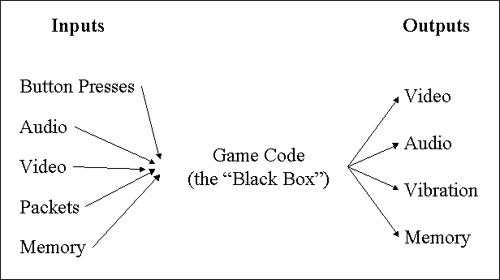 Inputs
Outputs
Button Presses
Audio
Video
Packets
Memory
Game Code
(the “Black Box”)
Video
Audio
Vibration
Memory